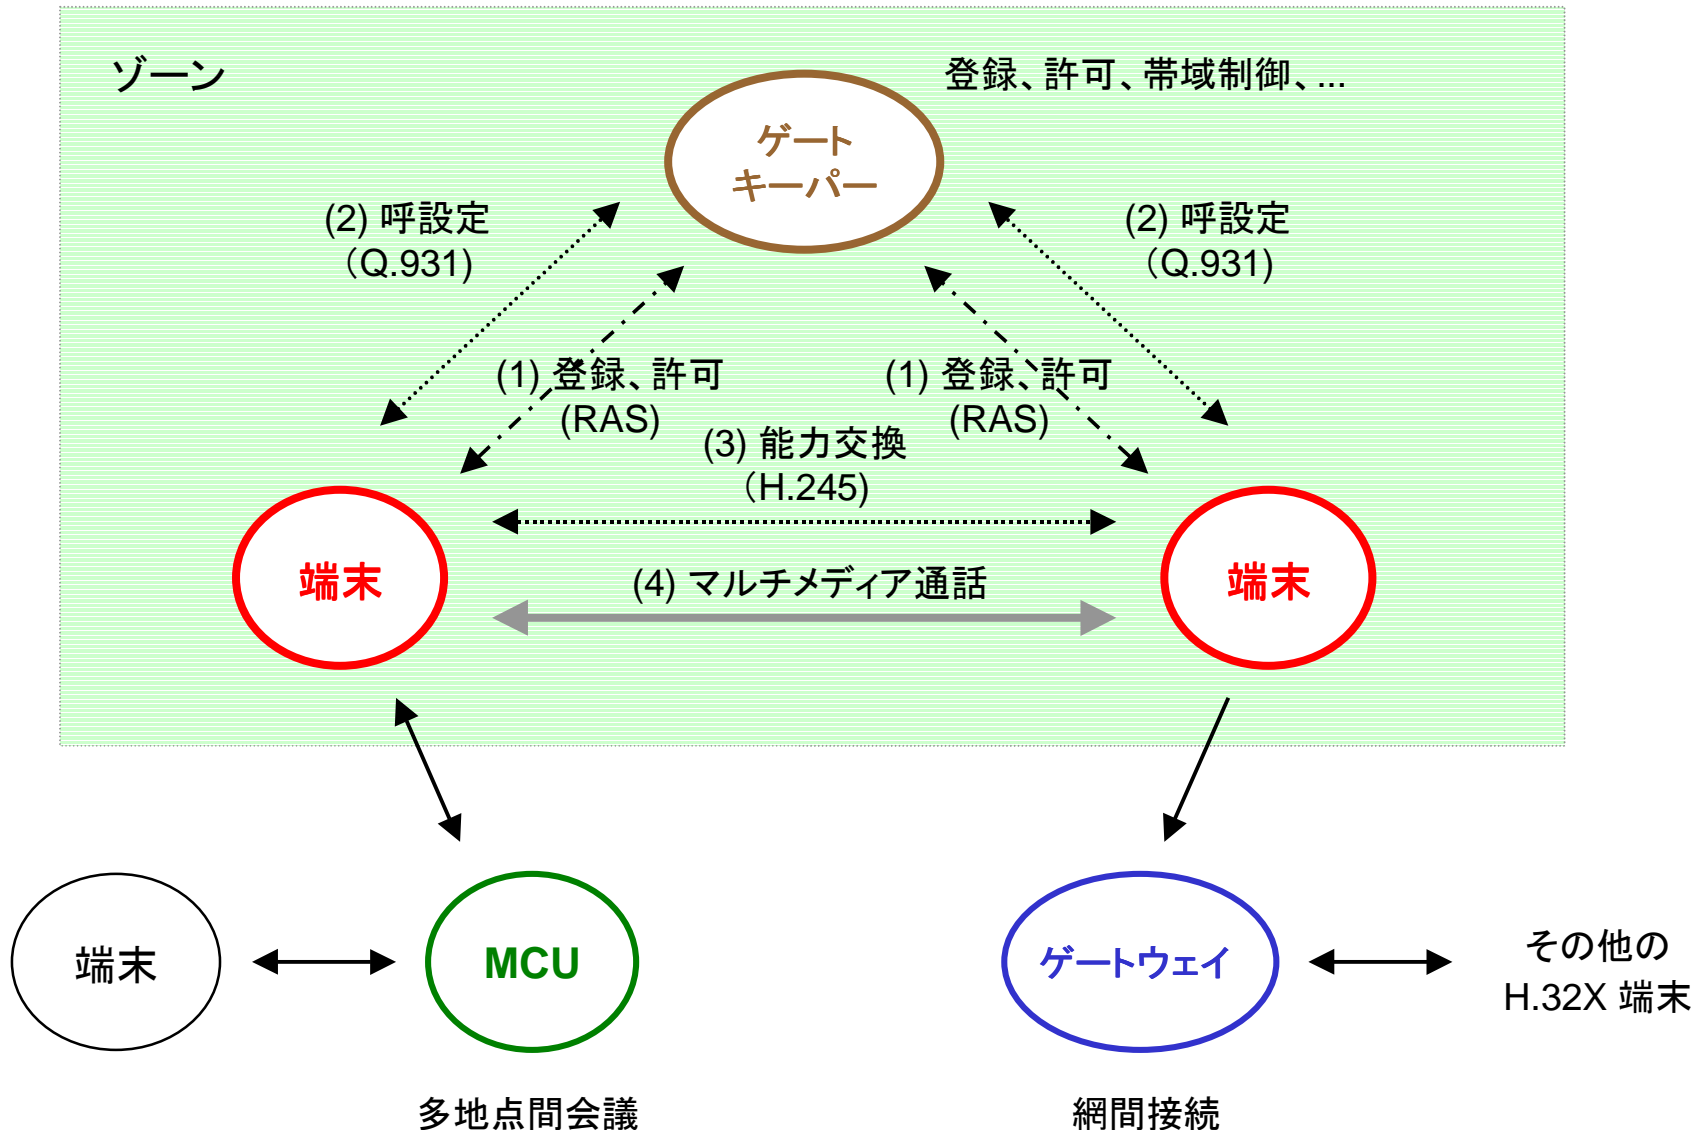 ゾーン
登録、許可、帯域制御、...
ゲート
キーパー
(2) 呼設定
（Q.931)
(2) 呼設定
（Q.931)
(1) 登録、許可
(RAS)
(1) 登録、許可
(RAS)
(3) 能力交換
（H.245)
端末
(4) マルチメディア通話
端末
端末
MCU
ゲートウェイ
その他の
H.32X 端末
多地点間会議
網間接続